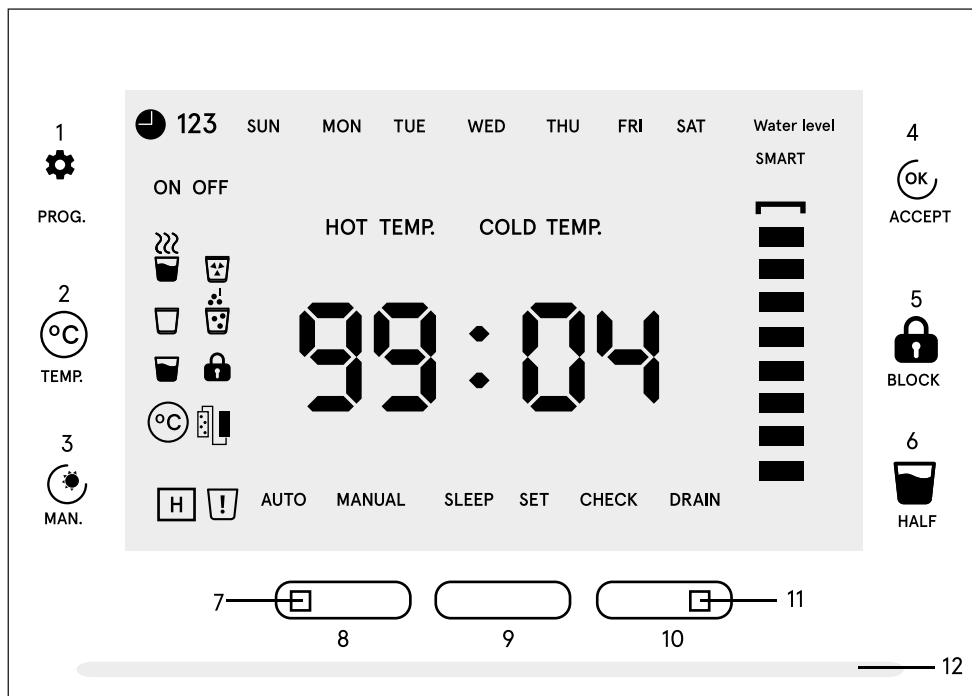 123 SUN MON TUE WED THU FRI SAT Water level
SMART
1
PROG.
4
OK
ACCEPT
ON OFF
HOT TEMP. COLD TEMP.
2
°C
TEMP.
99:04
5
BLOCK
°C
3
MAN.
6
HALF
H ! AUTO MANUAL SLEEP SET CHECK DRAIN
7
11
8 9 10
12